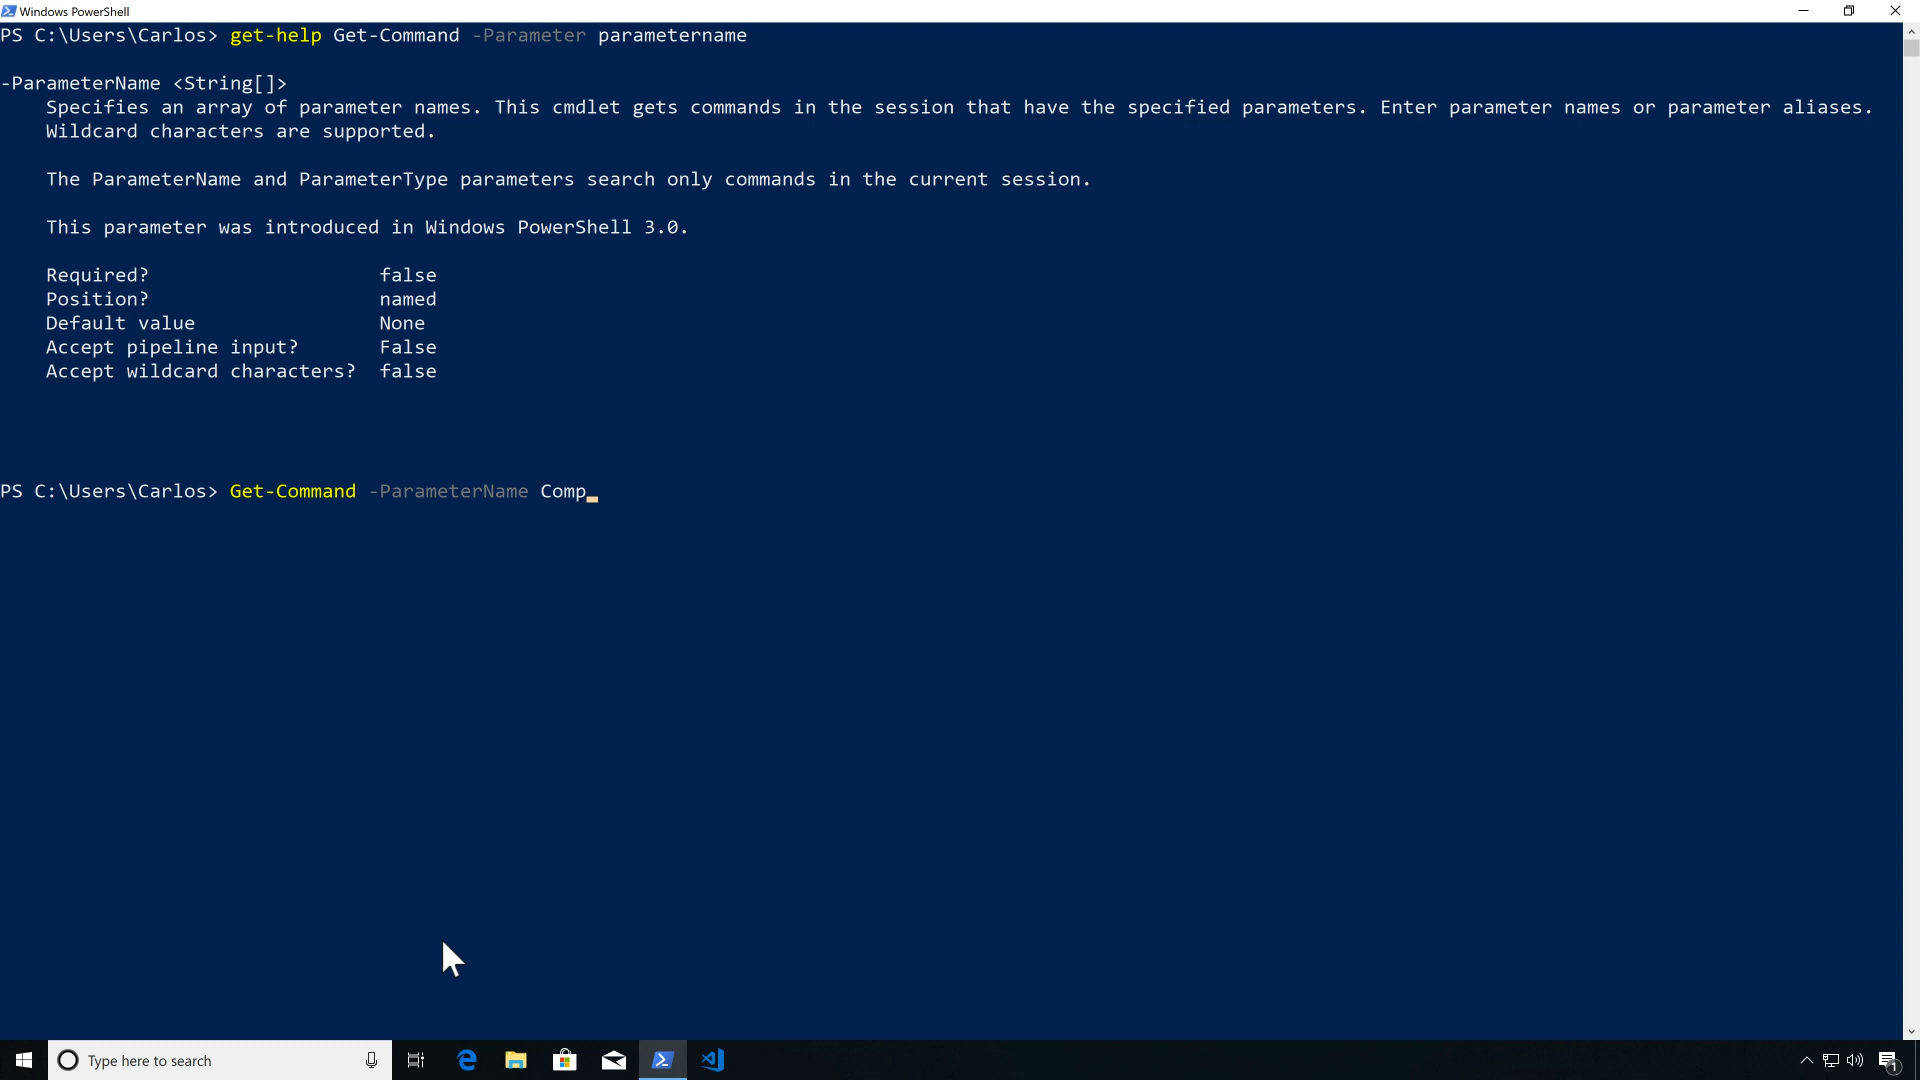 Windows PowerShell
PS C:\Users\Carlos> get-help Get-Command -Parameter parametername
-ParameterName <String[]>
Specifies an array of parameter names. This cmdlet gets commands in the session that have the specified parameters. Enter parameter names or parameter aliases.
Wildcard characters are supported.
The ParameterName and ParameterType parameters search only commands in the current session.
This parameter was introduced in Windows PowerShell 3.0.
Required? false
Position? named
Default value None
Accept pipeline input? False
Accept wildcard characters? false
PS C:\Users\Carlos> Get-Command -ParameterName Comp_
Type here to search
1